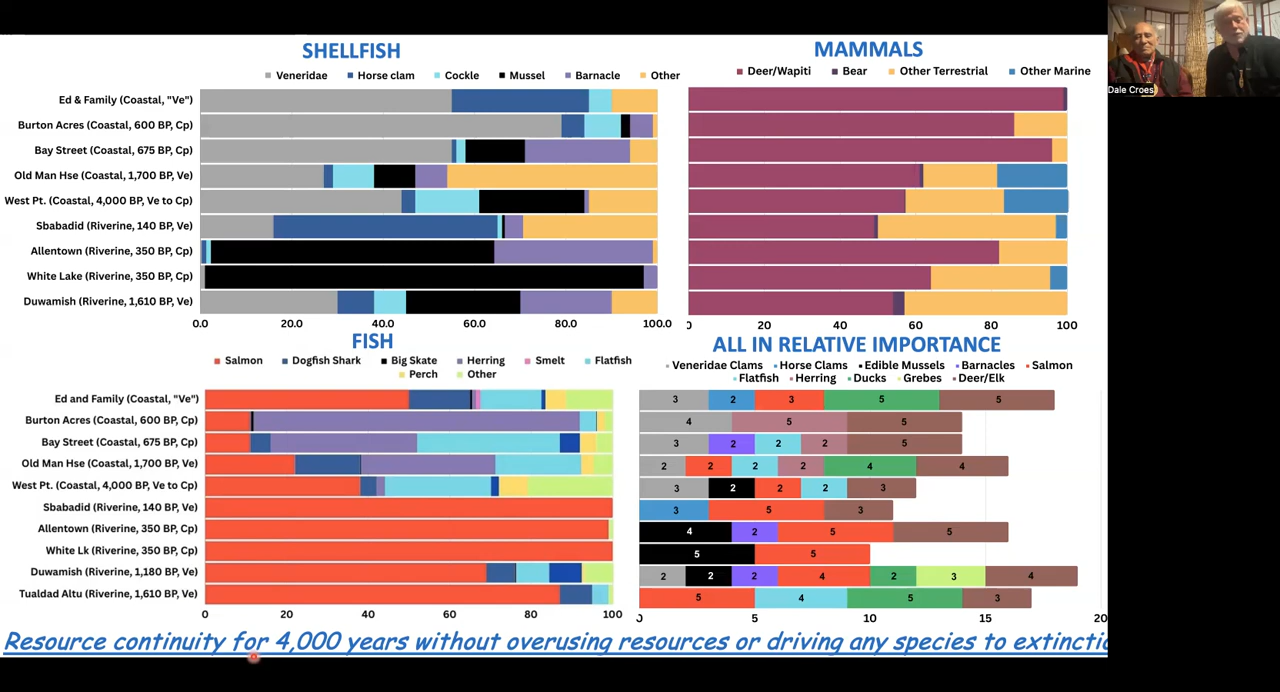 SHELLFISH
Veneridae Horse clam Cockle Mussel Barnacle Other
Ed & Family (Coastal, "Ve")
Burton Acres (Coastal, 600 BP, Cp)
Bay Street (Coastal, 675 BP, Cp)
Old Man Hse (Coastal, 1,700 BP, Ve)
West Pt. (Coastal, 4,000 BP, Ve to Cp)
Sbabadid (Riverine, 140 BP, Ve)
Allentown (Riverine, 350 BP, Cp)
White Lake (Riverine, 350 BP, Cp)
Duwamish (Riverine, 1,610 BP, Ve)
0.0 20.0 40.0 60.0 80.0 100.0
MAMMALS
Deer/Wapiti Bear Other Terrestrial Other Marine
0 20 40 60 80 100
Dale Croes
FISH
Salmon Dogfish Shark Big Skate Herring Smelt Flatfish
Perch Other
Ed and Family (Coastal, "Ve")
Burton Acres (Coastal, 600 BP, Cp)
Bay Street (Coastal, 675 BP, Cp)
Old Man Hse (Coastal, 1,700 BP, Ve)
West Pt. (Coastal, 4,000 BP, Ve to Cp)
Sbabadid (Riverine, 140 BP, Ve)
Allentown (Riverine, 350 BP, Cp)
White Lk (Riverine, 350 BP, Cp)
Duwamish (Riverine, 1,180 BP, Ve)
Tualdad Altu (Riverine, 1,610 BP, Ve)
0 20 40 60 80 100
ALL IN RELATIVE IMPORTANCE
Veneridae Clams Horse Clams Edible Mussels Barnacles Salmon
Flatfish Herring Ducks Grebes Deer/Elk
3 2 3 5 5
4 5 5
3 2 2 2 5
2 2 2 2 4 4
3 2 2 2 3
3 5 3
4 2 5 5
5 5
2 2 2 4 2 3 4
5 4 5 3
0 5 10 15 20
Resource continuity for 4,000 years without overusing resources or driving any species to extinctio